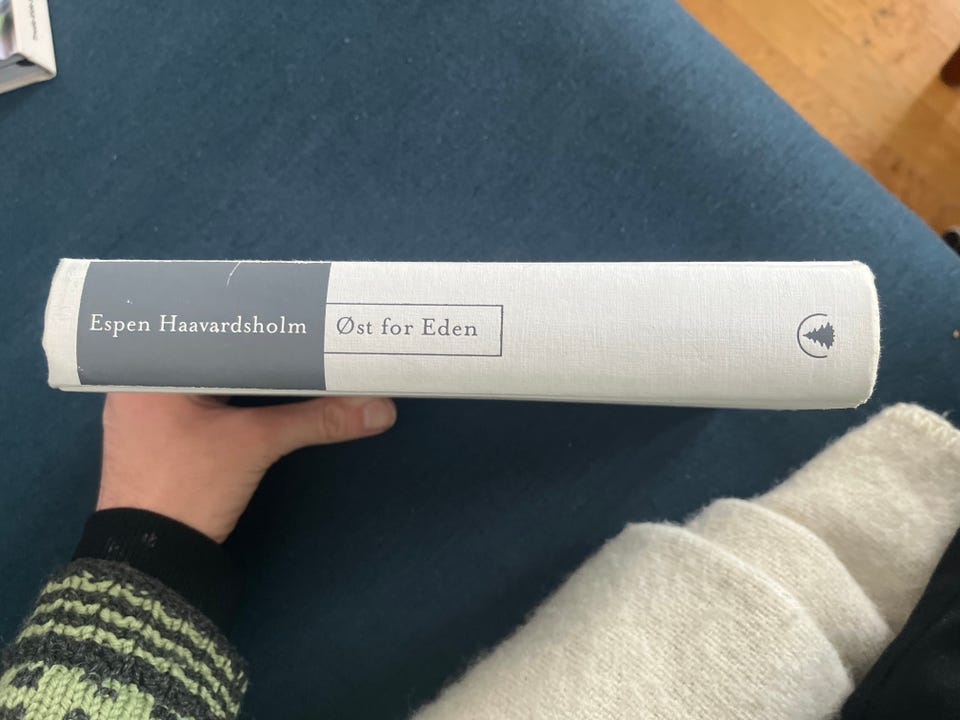 Espen Haavardsholm
Øst for Eden